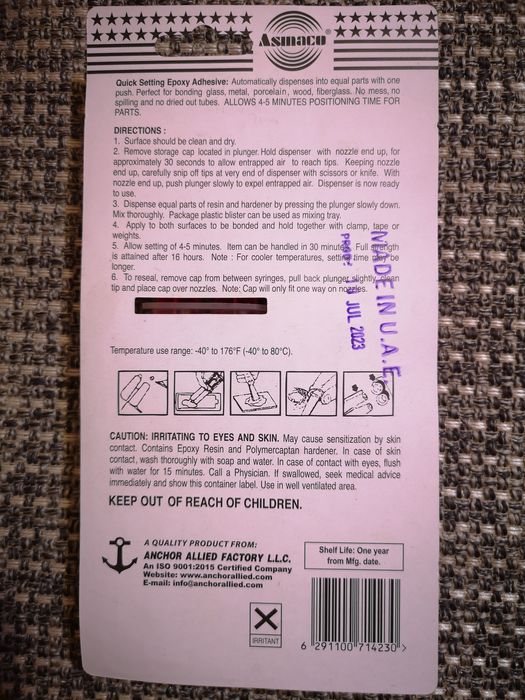 Asmaco®
Quick Setting Epoxy Adhesive: Automatically dispenses into equal parts with one
push. Perfect for bonding glass, metal, porcelain, wood, fiberglass. No mess, no
spilling and no dried out tubes. ALLOWS 4-5 MINUTES POSITIONING TIME FOR
PARTS.
DIRECTIONS :
1. Surface should be clean and dry.
2. Remove storage cap located in plunger. Hold dispenser with nozzle end up, for
approximately 30 seconds to allow entrapped air to reach tips. Keeping nozzle
end up, carefully snip off tips at very end of dispenser with scissors or knife. With
nozzle end up, push plunger slowly to expel entrapped air. Dispenser is now ready
to use.
3. Dispense equal parts of resin and hardener by pressing the plunger slowly down.
Mix thoroughly. Package plastic blister can be used as mixing tray.
4. Apply to both surfaces to be bonded and hold together with clamp, tape or
weights.
5. Allow setting of 4-5 minutes. Item can be handled in 30 minutes. Full strength
is attained after 16 hours. Note : For cooler temperatures, setting time may be
longer.
6. To reseal, remove cap from between syringes, pull back plunger slightly, clean
tip and place cap over nozzles. Note: Cap will only fit one way on nozzles.
MADE IN U.A.E
PROD: JUL 2023
Temperature use range: -40° to 176°F (-40° to 80°C).
CAUTION: IRRITATING TO EYES AND SKIN. May cause sensitization by skin
contact. Contains Epoxy Resin and Polymercaptan hardener. In case of skin
contact, wash thoroughly with soap and water. In case of contact with eyes, flush
with water for 15 minutes. Call a Physician. If swallowed, seek medical advice
immediately and show this container label. Use in well ventilated area.
KEEP OUT OF REACH OF CHILDREN.
A QUALITY PRODUCT FROM:
ANCHOR ALLIED FACTORY L.L.C.
An ISO 9001:2015 Certified Company
Website: www.anchorallied.com
E-mail: info@anchorallied.com
Shelf Life: One year
from Mfg. date.
IRRITANT
6 291100 714230 >